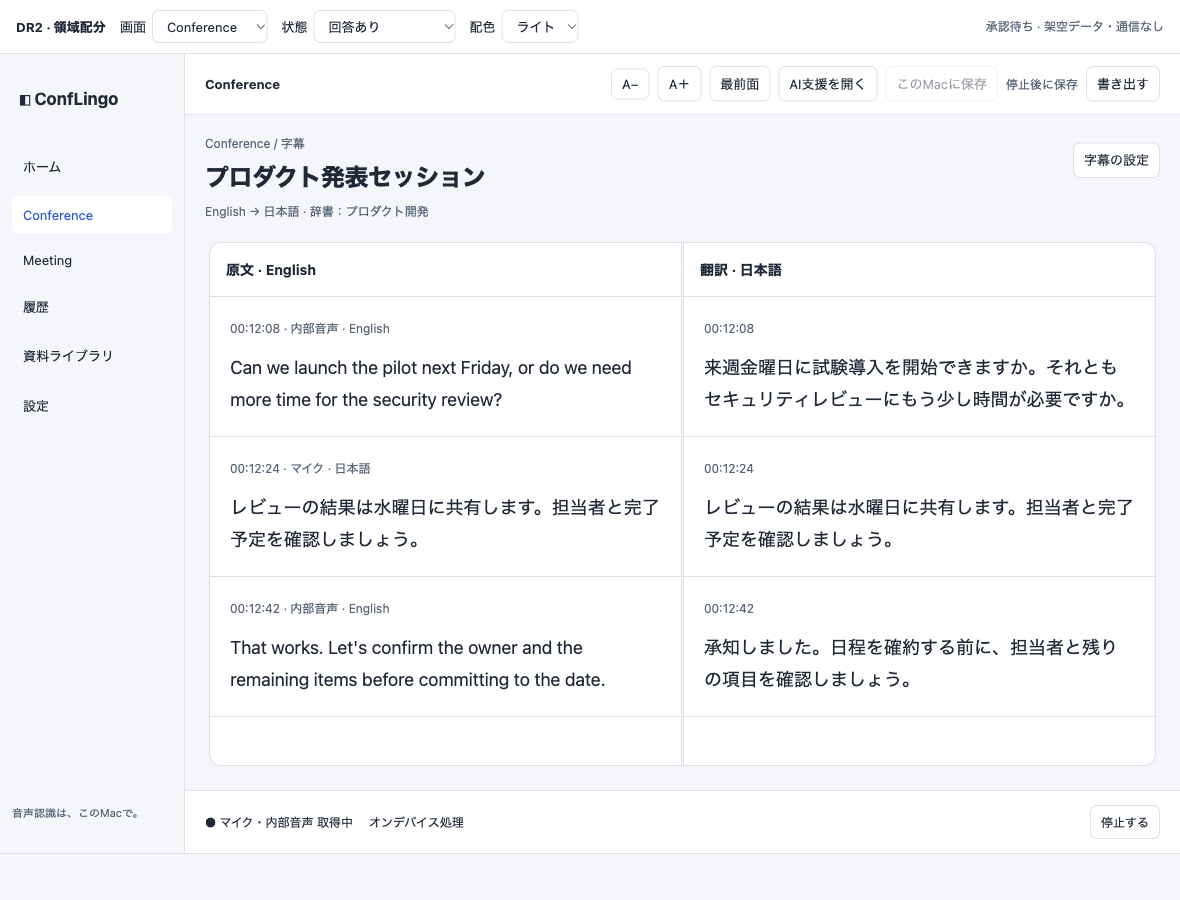 DR2 · 領域配分 画面 Conference 状態 回答あり 配色 ライト 承認待ち · 架空データ・通信なし
ConfLingo
ホーム
Conference
Meeting
履歴
資料ライブラリ
設定
音声認識は、このMacで。
Conference A− A+ 最前面 AI支援を開く このMacに保存 停止後に保存 書き出す
Conference / 字幕
プロダクト発表セッション
English → 日本語 · 辞書：プロダクト開発
字幕の設定
原文 · English
翻訳 · 日本語
00:12:08 · 内部音声 · English
Can we launch the pilot next Friday, or do we need
more time for the security review?
00:12:08
来週金曜日に試験導入を開始できますか。それとも
セキュリティレビューにもう少し時間が必要ですか。
00:12:24 · マイク · 日本語
レビューの結果は水曜日に共有します。担当者と完了
予定を確認しましょう。
00:12:24
レビューの結果は水曜日に共有します。担当者と完了
予定を確認しましょう。
00:12:42 · 内部音声 · English
That works. Let's confirm the owner and the
remaining items before committing to the date.
00:12:42
承知しました。日程を確約する前に、担当者と残り
の項目を確認しましょう。
● マイク・内部音声 取得中 オンデバイス処理
停止する